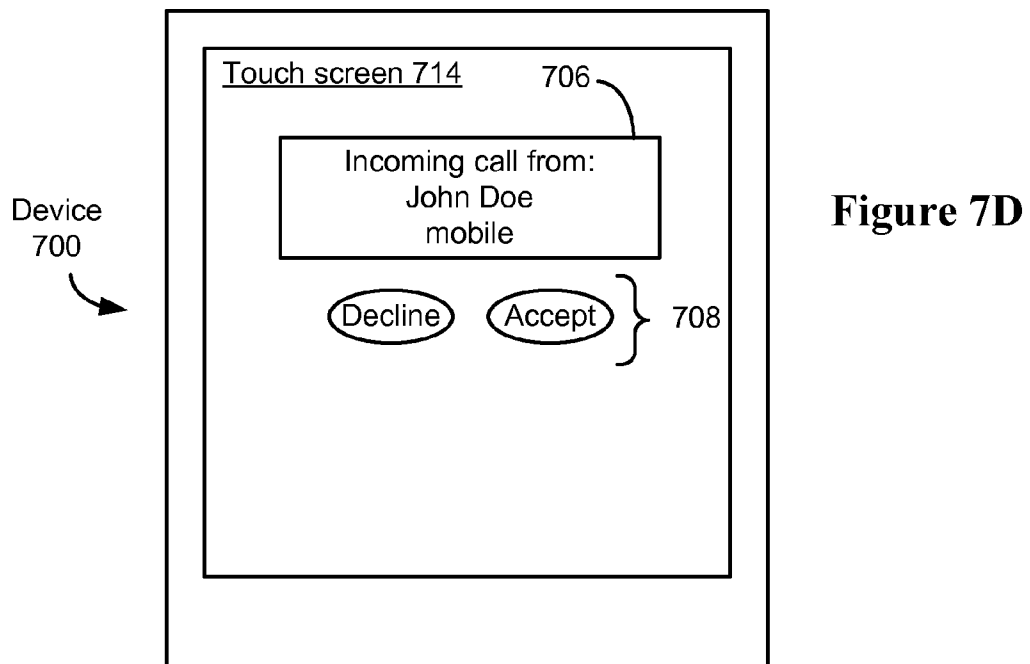 Touch screen 714
706
Incoming call from:
John Doe
mobile
Device
700
Figure 7D
Decline
Accept
708